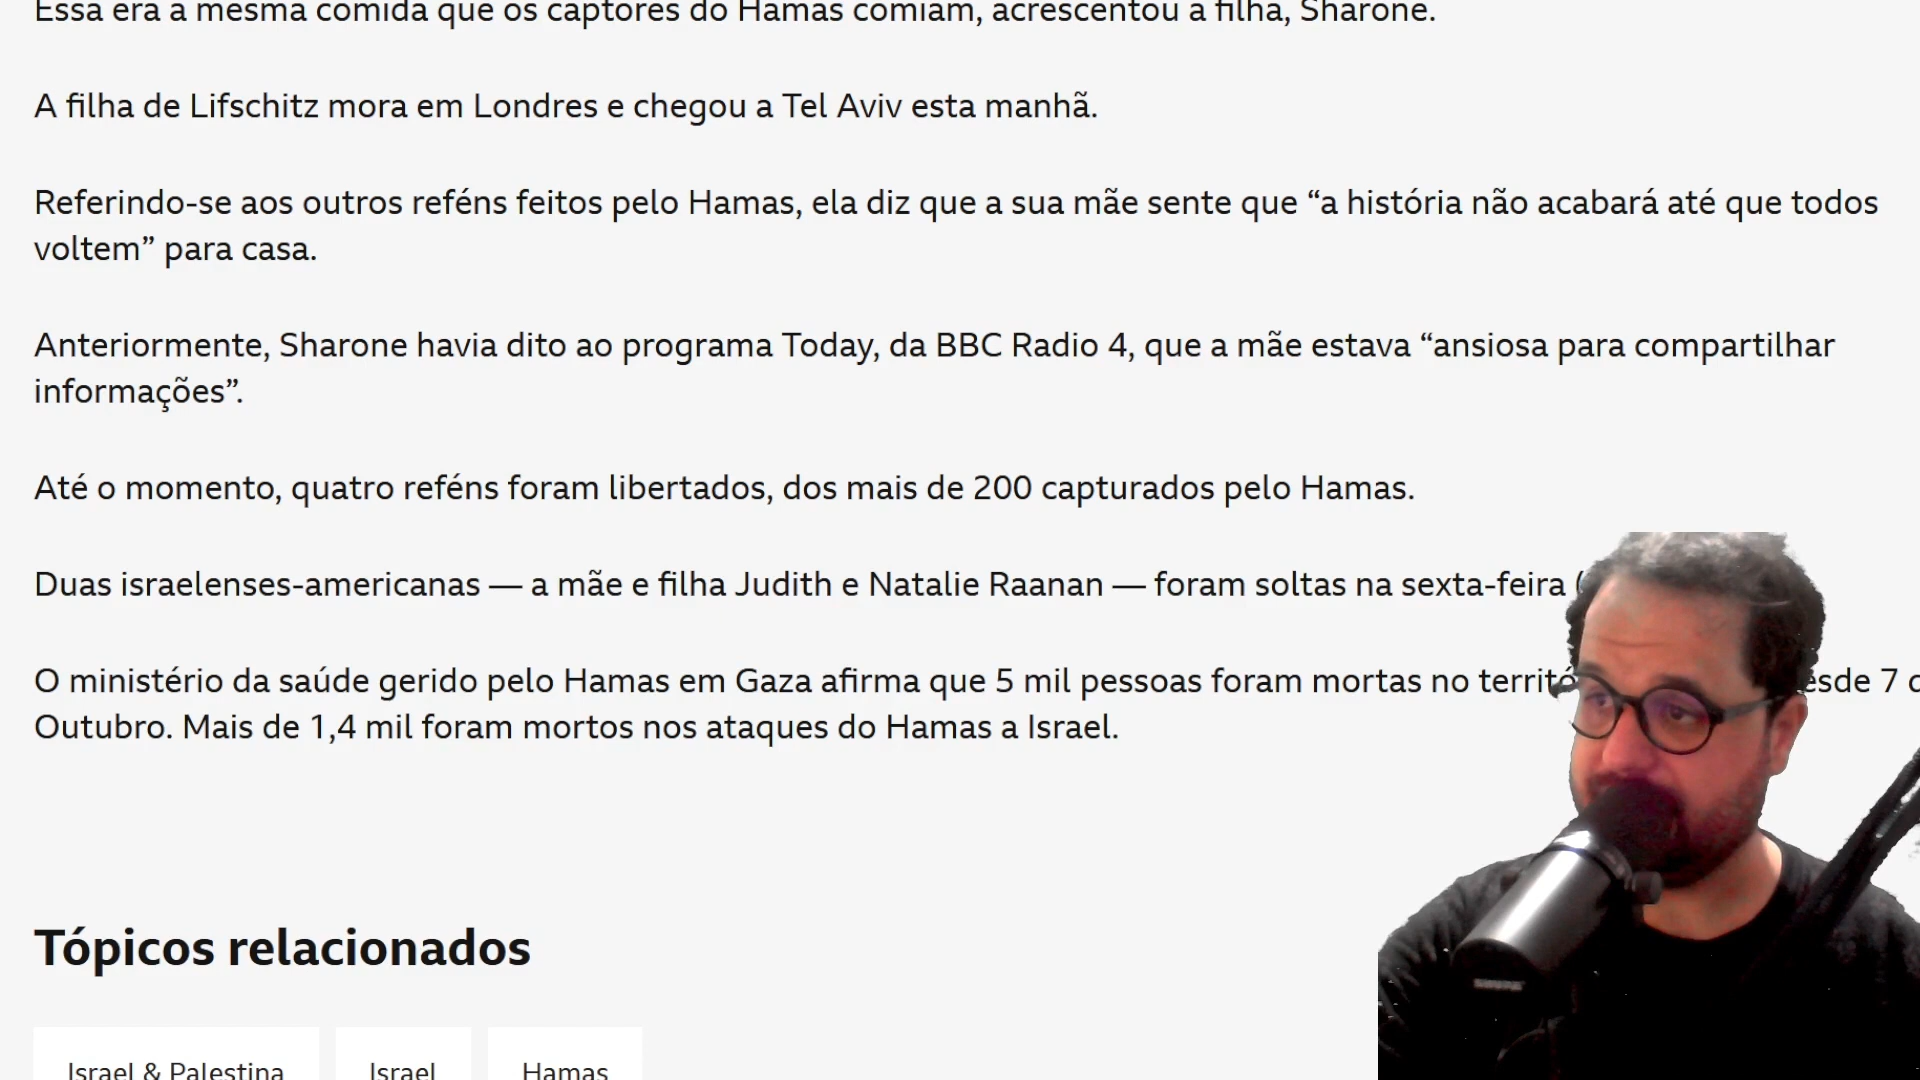 Essa era a mesma comida que os captores do Hamas comiam, acrescentou a filha, Sharone.
A filha de Lifschitz mora em Londres e chegou a Tel Aviv esta manhã.
Referindo-se aos outros reféns feitos pelo Hamas, ela diz que a sua mãe sente que “a história não acabará até que todos
voltem” para casa.
Anteriormente, Sharone havia dito ao programa Today, da BBC Radio 4, que a mãe estava “ansiosa para compartilhar
informações”.
Até o momento, quatro reféns foram libertados, dos mais de 200 capturados pelo Hamas.
Duas israelenses-americanas — a mãe e filha Judith e Natalie Raanan — foram soltas na sexta-feira (
O ministério da saúde gerido pelo Hamas em Gaza afirma que 5 mil pessoas foram mortas no 7
Outubro. Mais de 1,4 mil foram mortos nos ataques do Hamas a Israel.
Tópicos relacionados
Israel & Palestina
Israel
Hamas